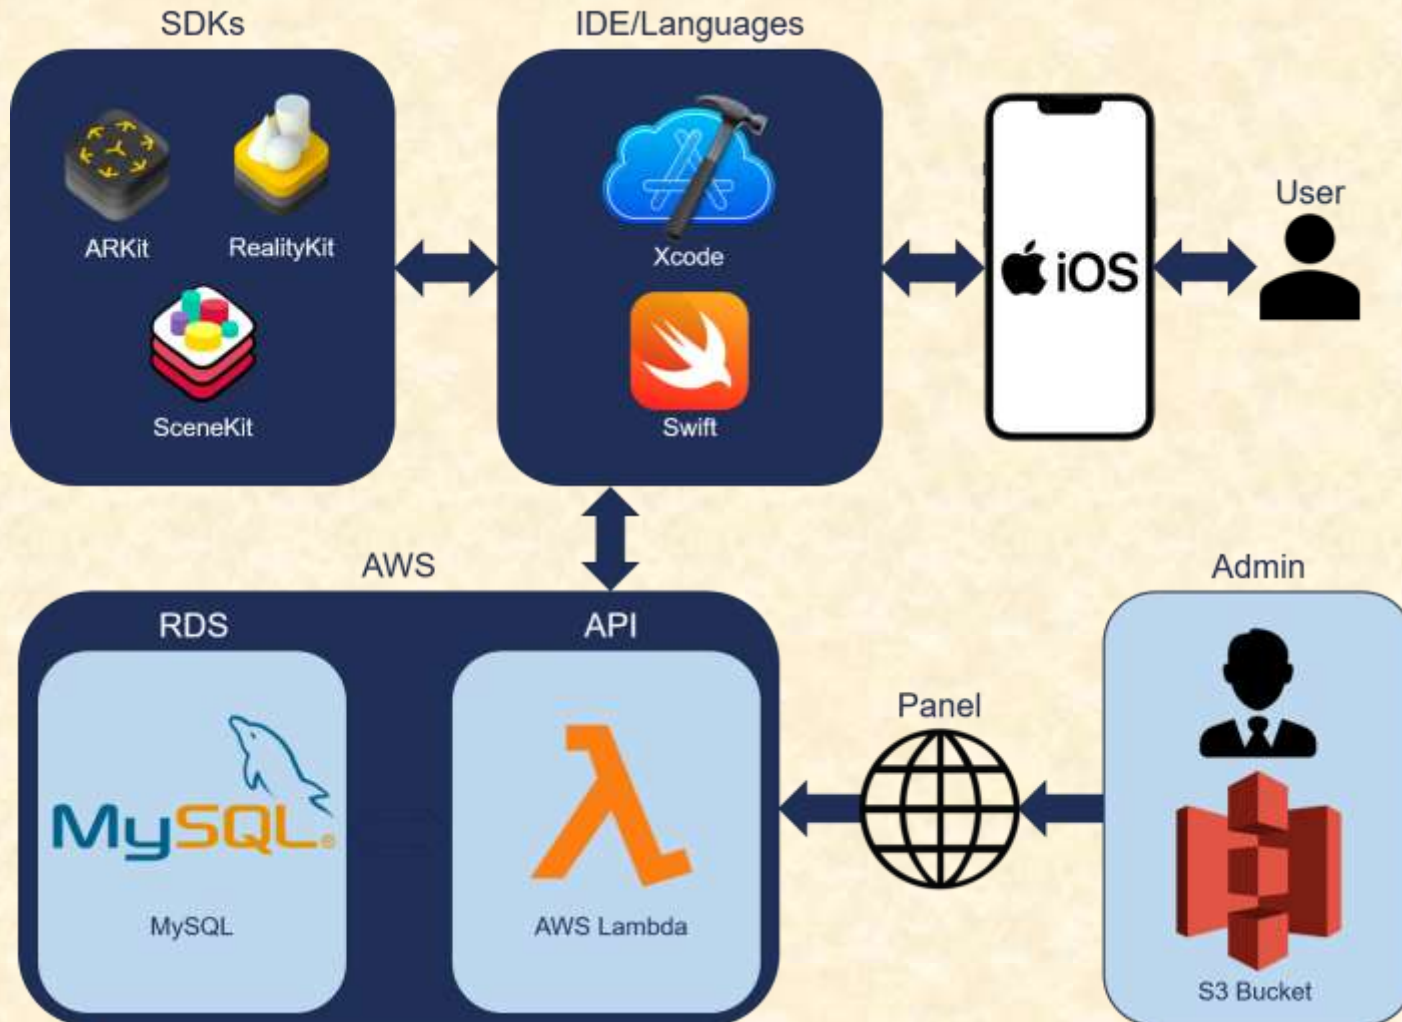 SDKs
IDE/Languages
ARKit
RealityKit
SceneKit
Xcode
Swift
iOS
User
AWS
RDS
API
MySQL®
MySQL
AWS Lambda
Panel
Admin
S3 Bucket